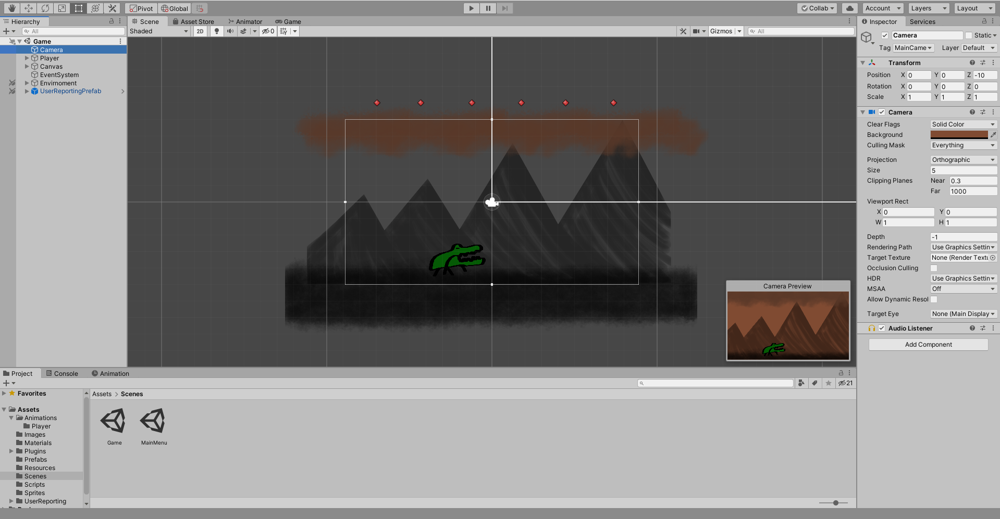 Pivot Global Collab Account Layers Layout
Hierarchy
All
Game
Camera
Player
Canvas
EventSystem
Envirnoment
UserReportingPrefab
Scene Asset Store Animator Game
Shaded 2D 0 Gizmos All
Camera Preview
Inspector Services
Camera Static
Tag MainCame Layer Default
Transform
Position X 0 Y 0 Z -10
Rotation X 0 Y 0 Z 0
Scale X 1 Y 1 Z 1
Camera
Clear Flags Solid Color
Background
Culling Mask Everything
Projection Orthographic
Size 5
Clipping Planes Near 0.3
Far 1000
Viewport Rect
X 0 Y 0
W 1 H 1
Depth -1
Rendering Path Use Graphics Settin
Target Texture None (Render Textu
Occlusion Culling
HDR Use Graphics Settin
MSAA Off
Allow Dynamic Resol
Target Eye None (Main Display
Audio Listener
Add Component
Project Console Animation
21
Favorites
Assets
Animations
Player
Images
Materials
Plugins
Prefabs
Resources
Scenes
Scripts
Sprites
UserReporting
Assets > Scenes
Game MainMenu